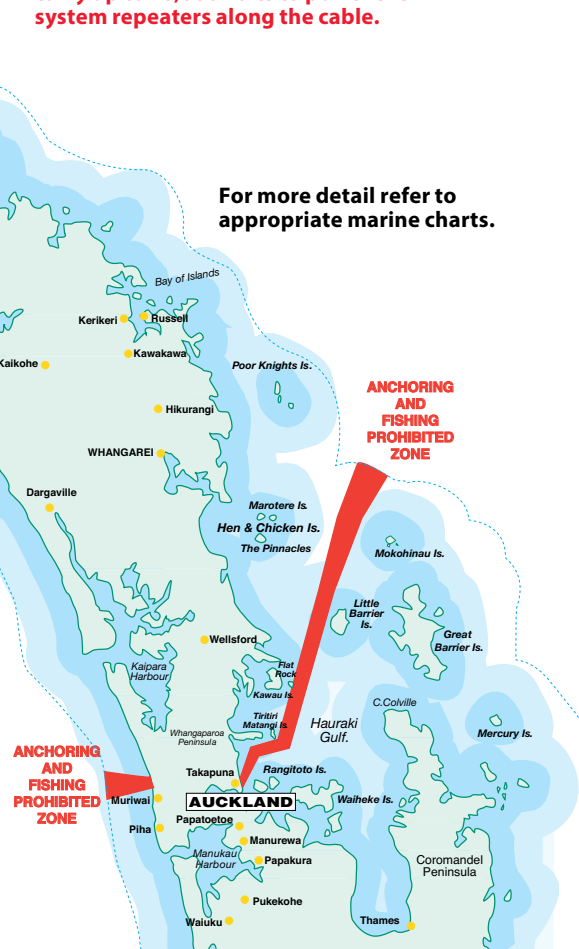 system repeaters along the cable.
For more detail refer to
appropriate marine charts.
Bay of Islands
Kerikeri
Russell
Kawakawa
Kaikohe
Poor Knights Is.
ANCHORING
AND
FISHING
PROHIBITED
ZONE
Hikurangi
WHANGAREI
Dargaville
Marotere Is.
Hen & Chicken Is.
The Pinnacles
Mokohinau Is.
Little
Barrier
Is.
Great
Barrier Is.
Wellsford
Kaipara
Harbour
Flat
Rock
Kawau Is.
C.Colville
Tiritiri
Matangi Is.
Hauraki
Gulf.
Whangaparoa
Peninsula
Mercury Is.
ANCHORING
AND
FISHING
PROHIBITED
ZONE
Takapuna
Rangitoto Is.
Muriwai
AUCKLAND
Waiheke Is.
Piha
Papatoetoe
Manurewa
Manukau
Harbour
Papakura
Coromandel
Peninsula
Pukekohe
Waiuku
Thames